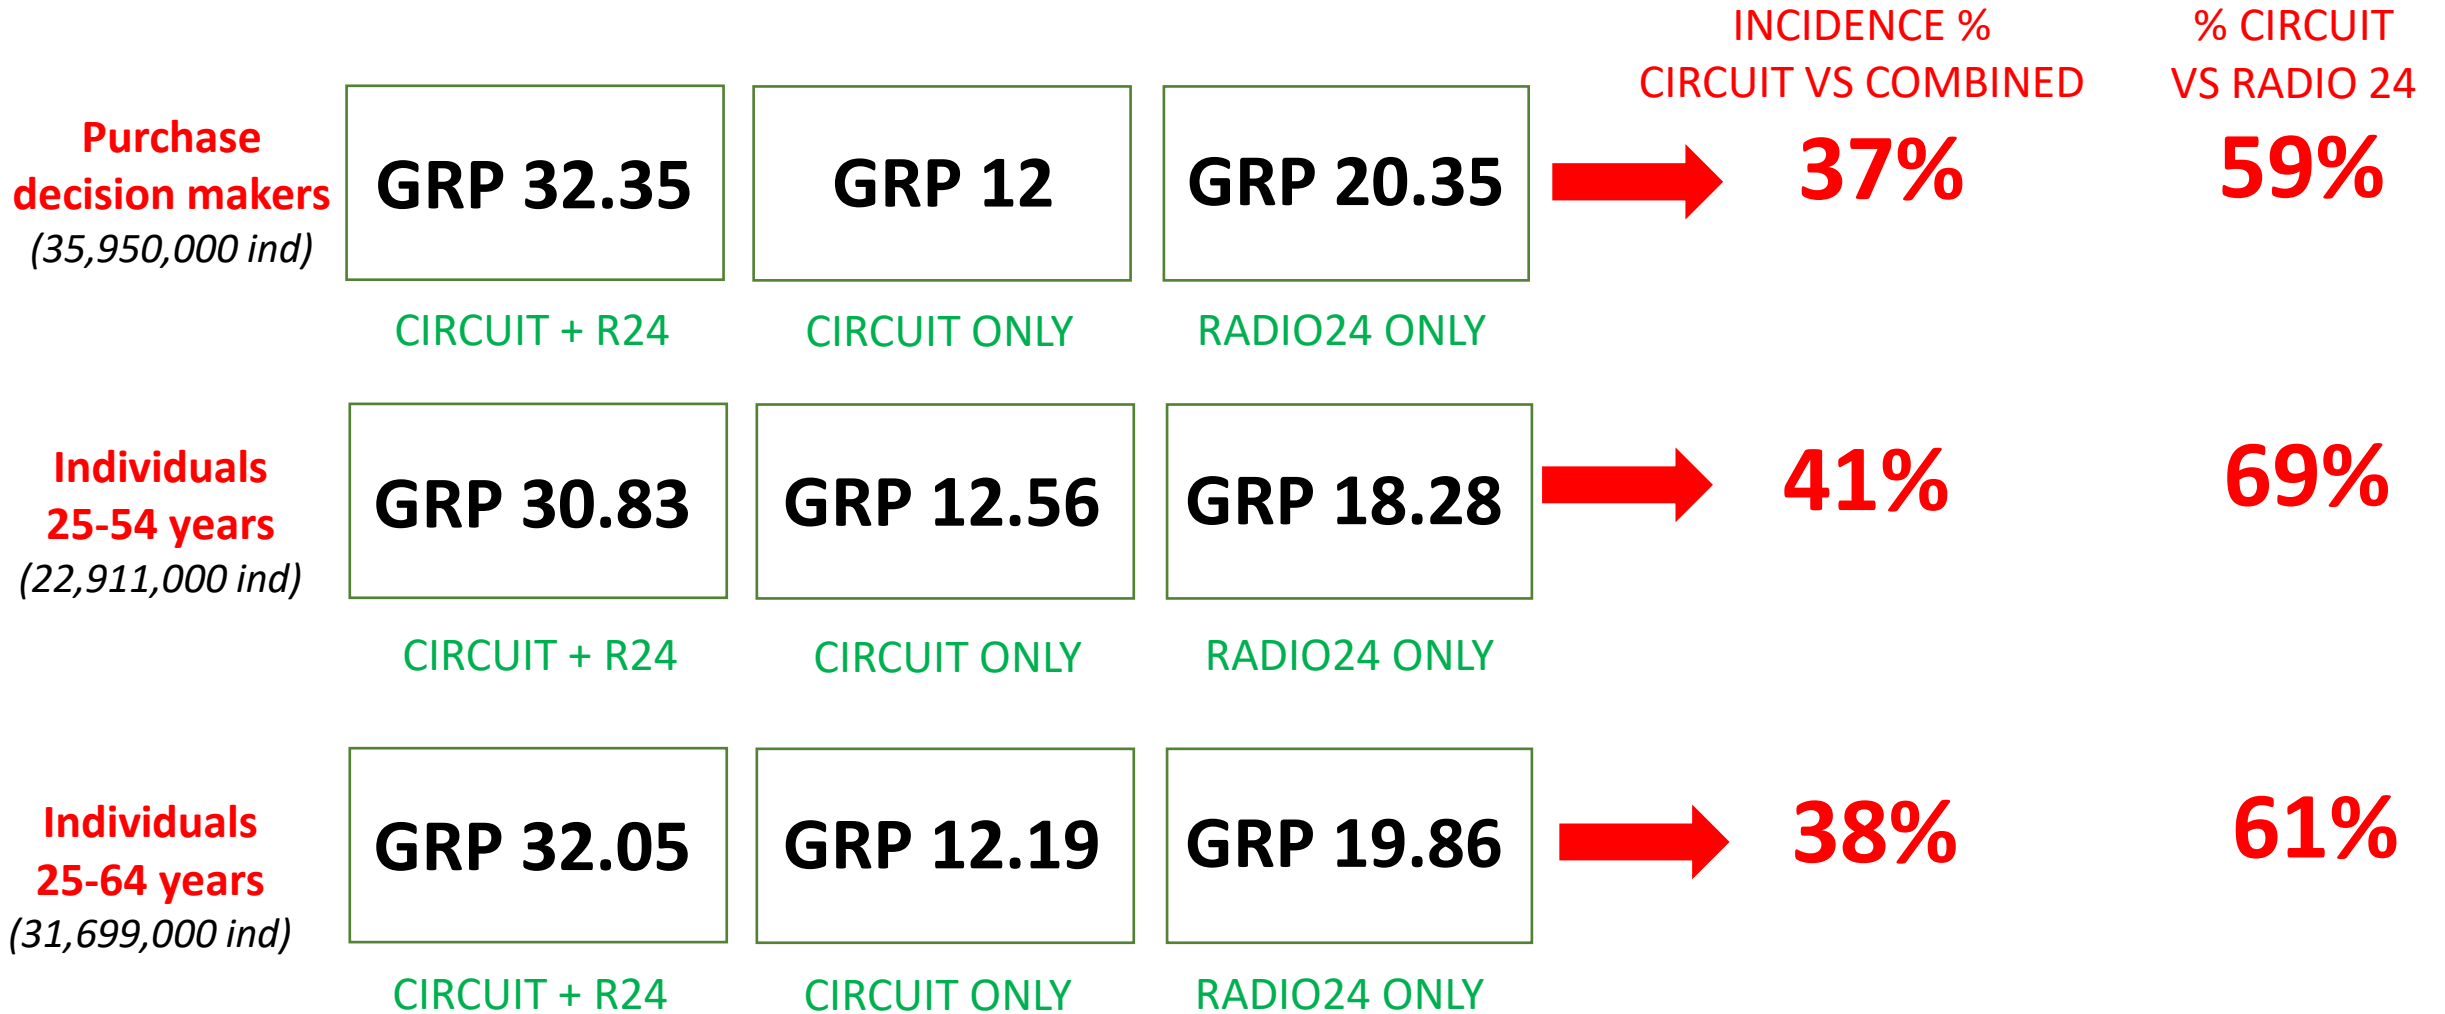 INCIDENCE %
CIRCUIT VS COMBINED
% CIRCUIT
VS RADIO 24
Purchase
decision makers
(35,950,000 ind)
GRP 32.35
GRP 12
GRP 20.35
37%
59%
CIRCUIT + R24
CIRCUIT ONLY
RADIO24 ONLY
Individuals
25-54 years
(22,911,000 ind)
GRP 30.83
GRP 12.56
GRP 18.28
41%
69%
CIRCUIT + R24
CIRCUIT ONLY
RADIO24 ONLY
Individuals
25-64 years
(31,699,000 ind)
GRP 32.05
GRP 12.19
GRP 19.86
38%
61%
CIRCUIT + R24
CIRCUIT ONLY
RADIO24 ONLY